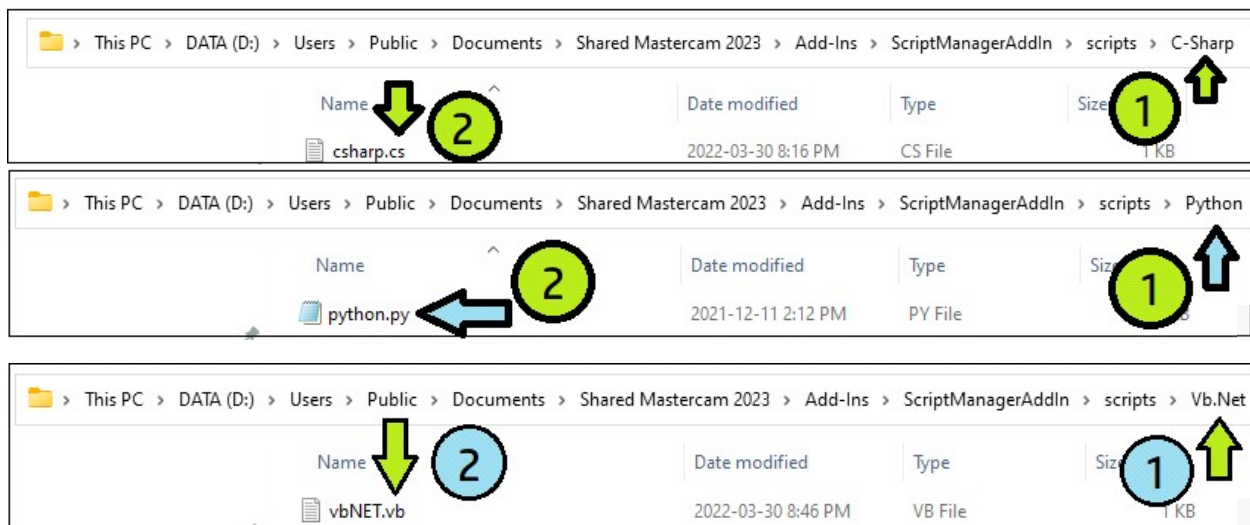 This PC > DATA (D:) > Users > Public > Documents > Shared Mastercam 2023 > Add-Ins > ScriptManagerAddIn > scripts > C-Sharp
Name Date modified Type Size
2 1
csharp.cs 2022-03-30 8:16 PM CS File 1 KB
This PC > DATA (D:) > Users > Public > Documents > Shared Mastercam 2023 > Add-Ins > ScriptManagerAddIn > scripts > Python
Name Date modified Type
2 1
python.py 2021-12-11 2:12 PM PY File
This PC > DATA (D:) > Users > Public > Documents > Shared Mastercam 2023 > Add-Ins > ScriptManagerAddIn > scripts > Vb.Net
Name Date modified Type
2 1
vbNET.vb 2022-03-30 8:46 PM VB File 1 KB